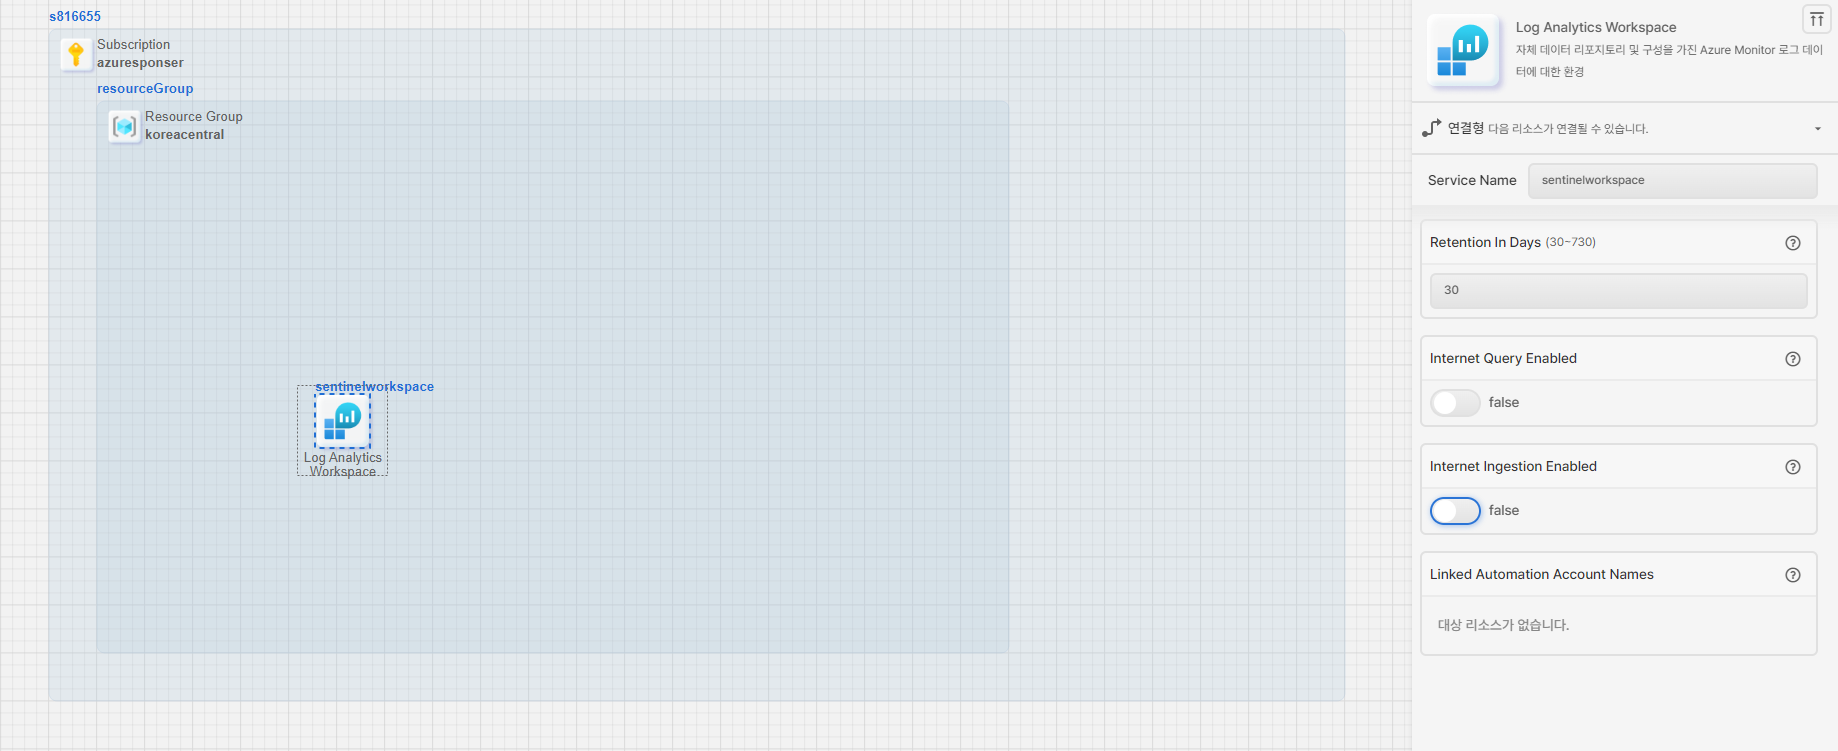 s816655
Subscription
azuresponser
resourceGroup
Resource Group
koreacentral
sentinelworkspace
Log Analytics
Workspace
Log Analytics Workspace
자체 데이터 리포지토리 및 구성을 가진 Azure Monitor 로그 데이
터에 대한 환경
연결형 다음 리소스가 연결될 수 있습니다.
Service Name sentinelworkspace
Retention In Days (30~730)
30
Internet Query Enabled
false
Internet Ingestion Enabled
false
Linked Automation Account Names
대상 리소스가 없습니다.